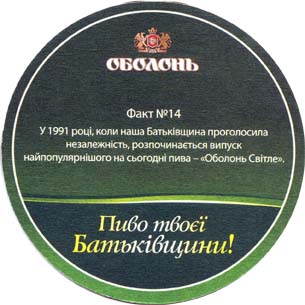 ОБОЛОНЬ
Факт №14
У 1991 році, коли наша Батьківщина проголосила
незалежність, розпочинається випуск
найпопулярнішого на сьогодні пива – «Оболонь Світле».
Пиво твоєї
Батьківщини!